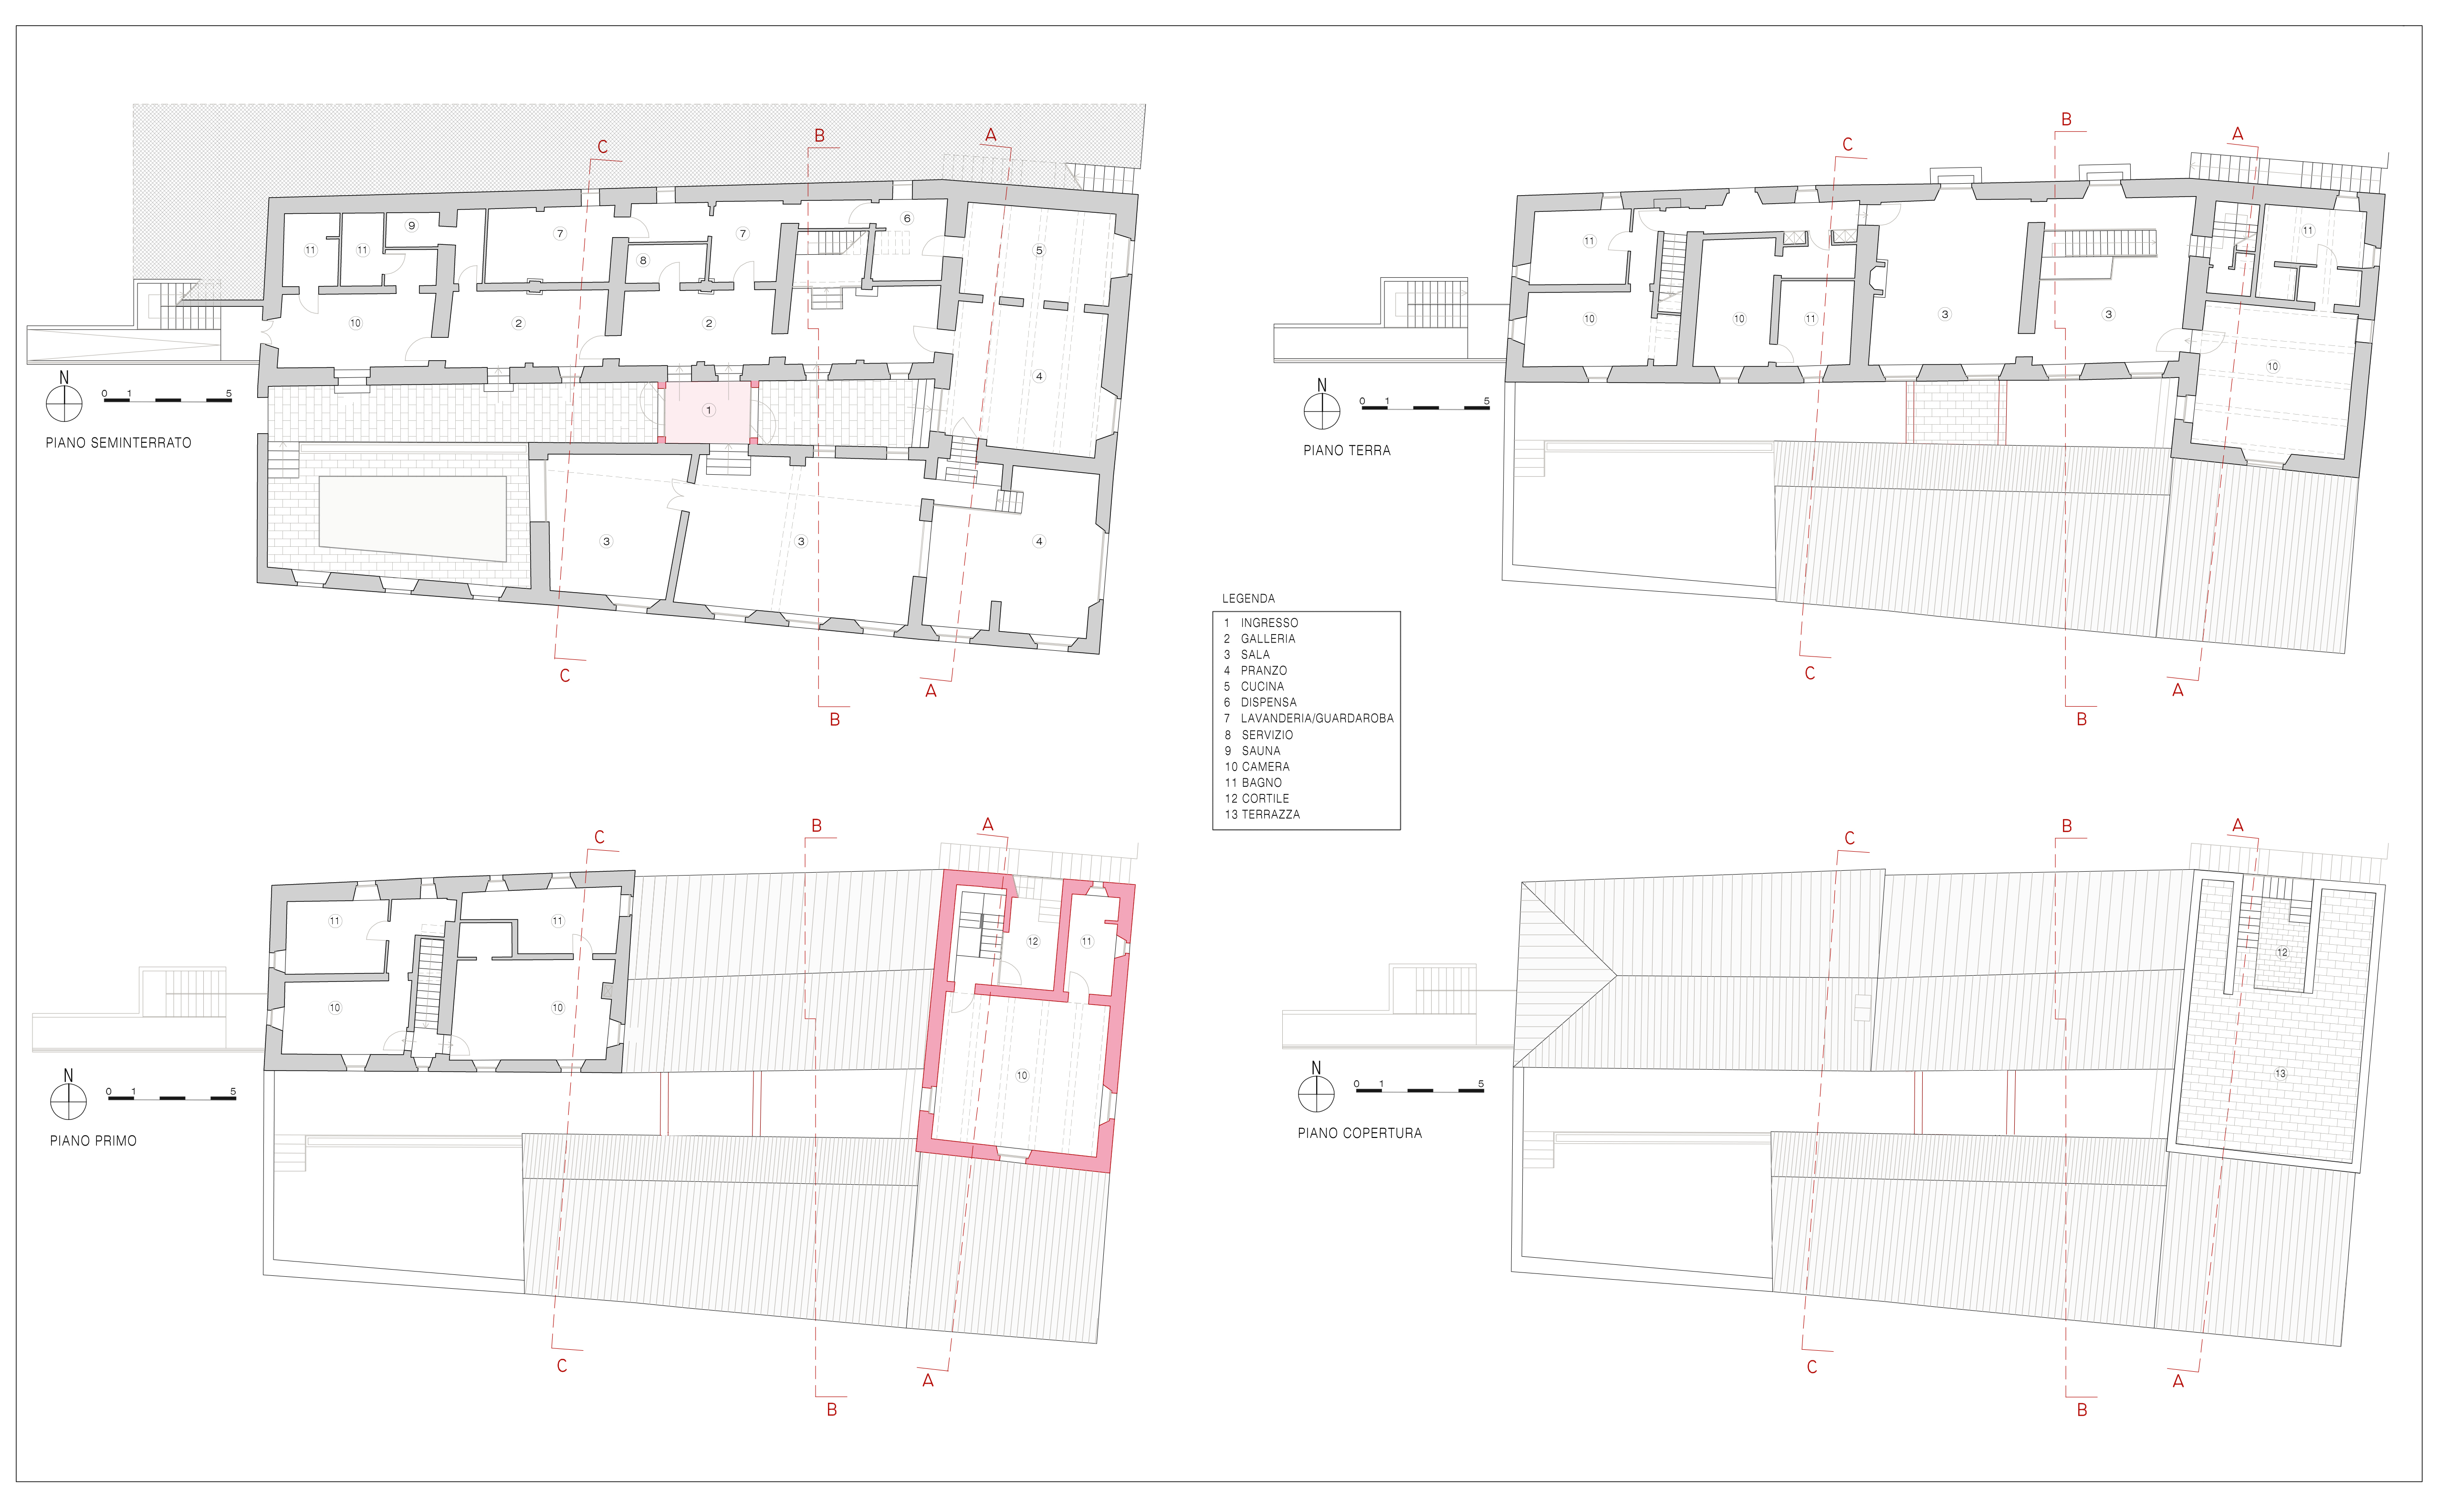 C
B
A
9
11
11
7
7
6
8
5
10
2
2
4
1
3
3
4
N
0 1 5
PIANO SEMINTERRATO
C
B
A
C
B
A
11
11
10
10
11
3
3
10
N
0 1 5
PIANO TERRA
C
B
A
LEGENDA
1 INGRESSO
2 GALLERIA
3 SALA
4 PRANZO
5 CUCINA
6 DISPENSA
7 LAVANDERIA/GUARDAROBA
8 SERVIZIO
9 SAUNA
10 CAMERA
11 BAGNO
12 CORTILE
13 TERRAZZA
C
B
A
11
11
12
11
10
10
10
N
0 1 5
PIANO PRIMO
C
B
A
C
B
A
12
13
N
0 1 5
PIANO COPERTURA
C
B
A